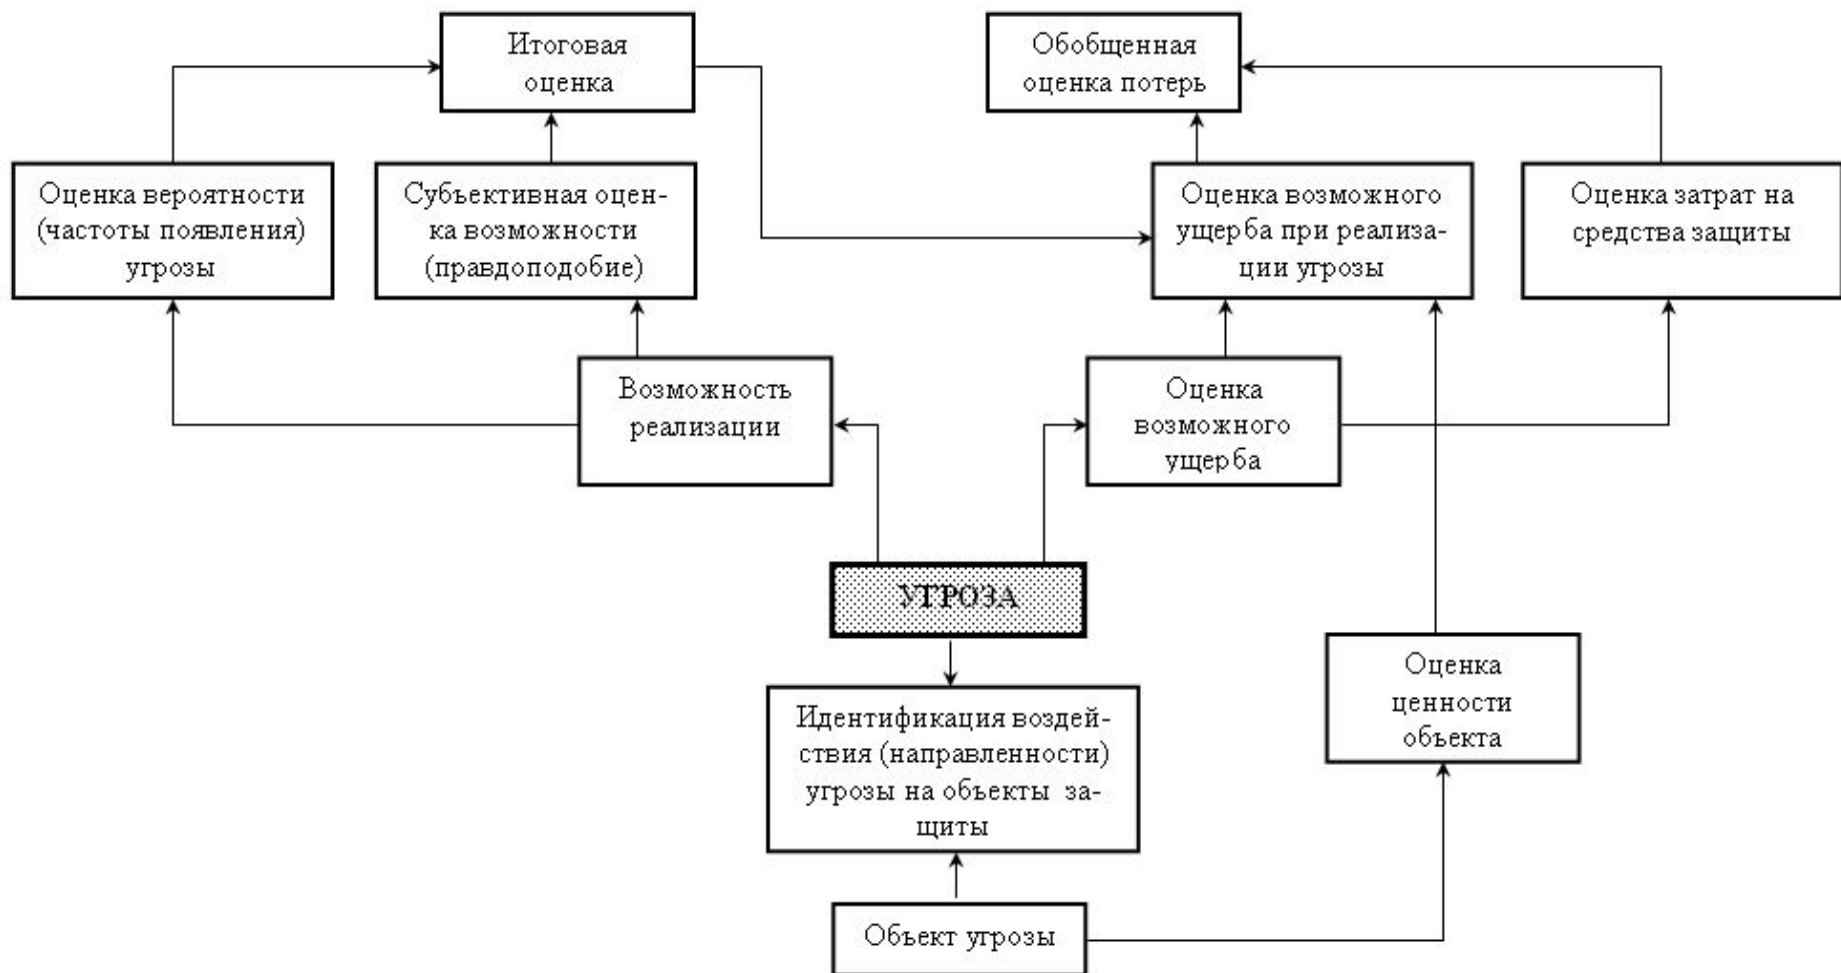 Итоговая
оценка
Обобщенная
оценка потерь
Оценка вероятности
(частоты появления)
угрозы
Субъективная оцен-
ка возможности
(правдоподобие)
Оценка возможного
ущерба при реализа-
ции угрозы
Оценка затрат на
средства защиты
Возможность
реализации
Оценка
возможного
ущерба
УГРОЗА
Идентификация воздей-
ствия (направленности)
угрозы на объекты за-
щиты
Оценка
ценности
объекта
Объект угрозы